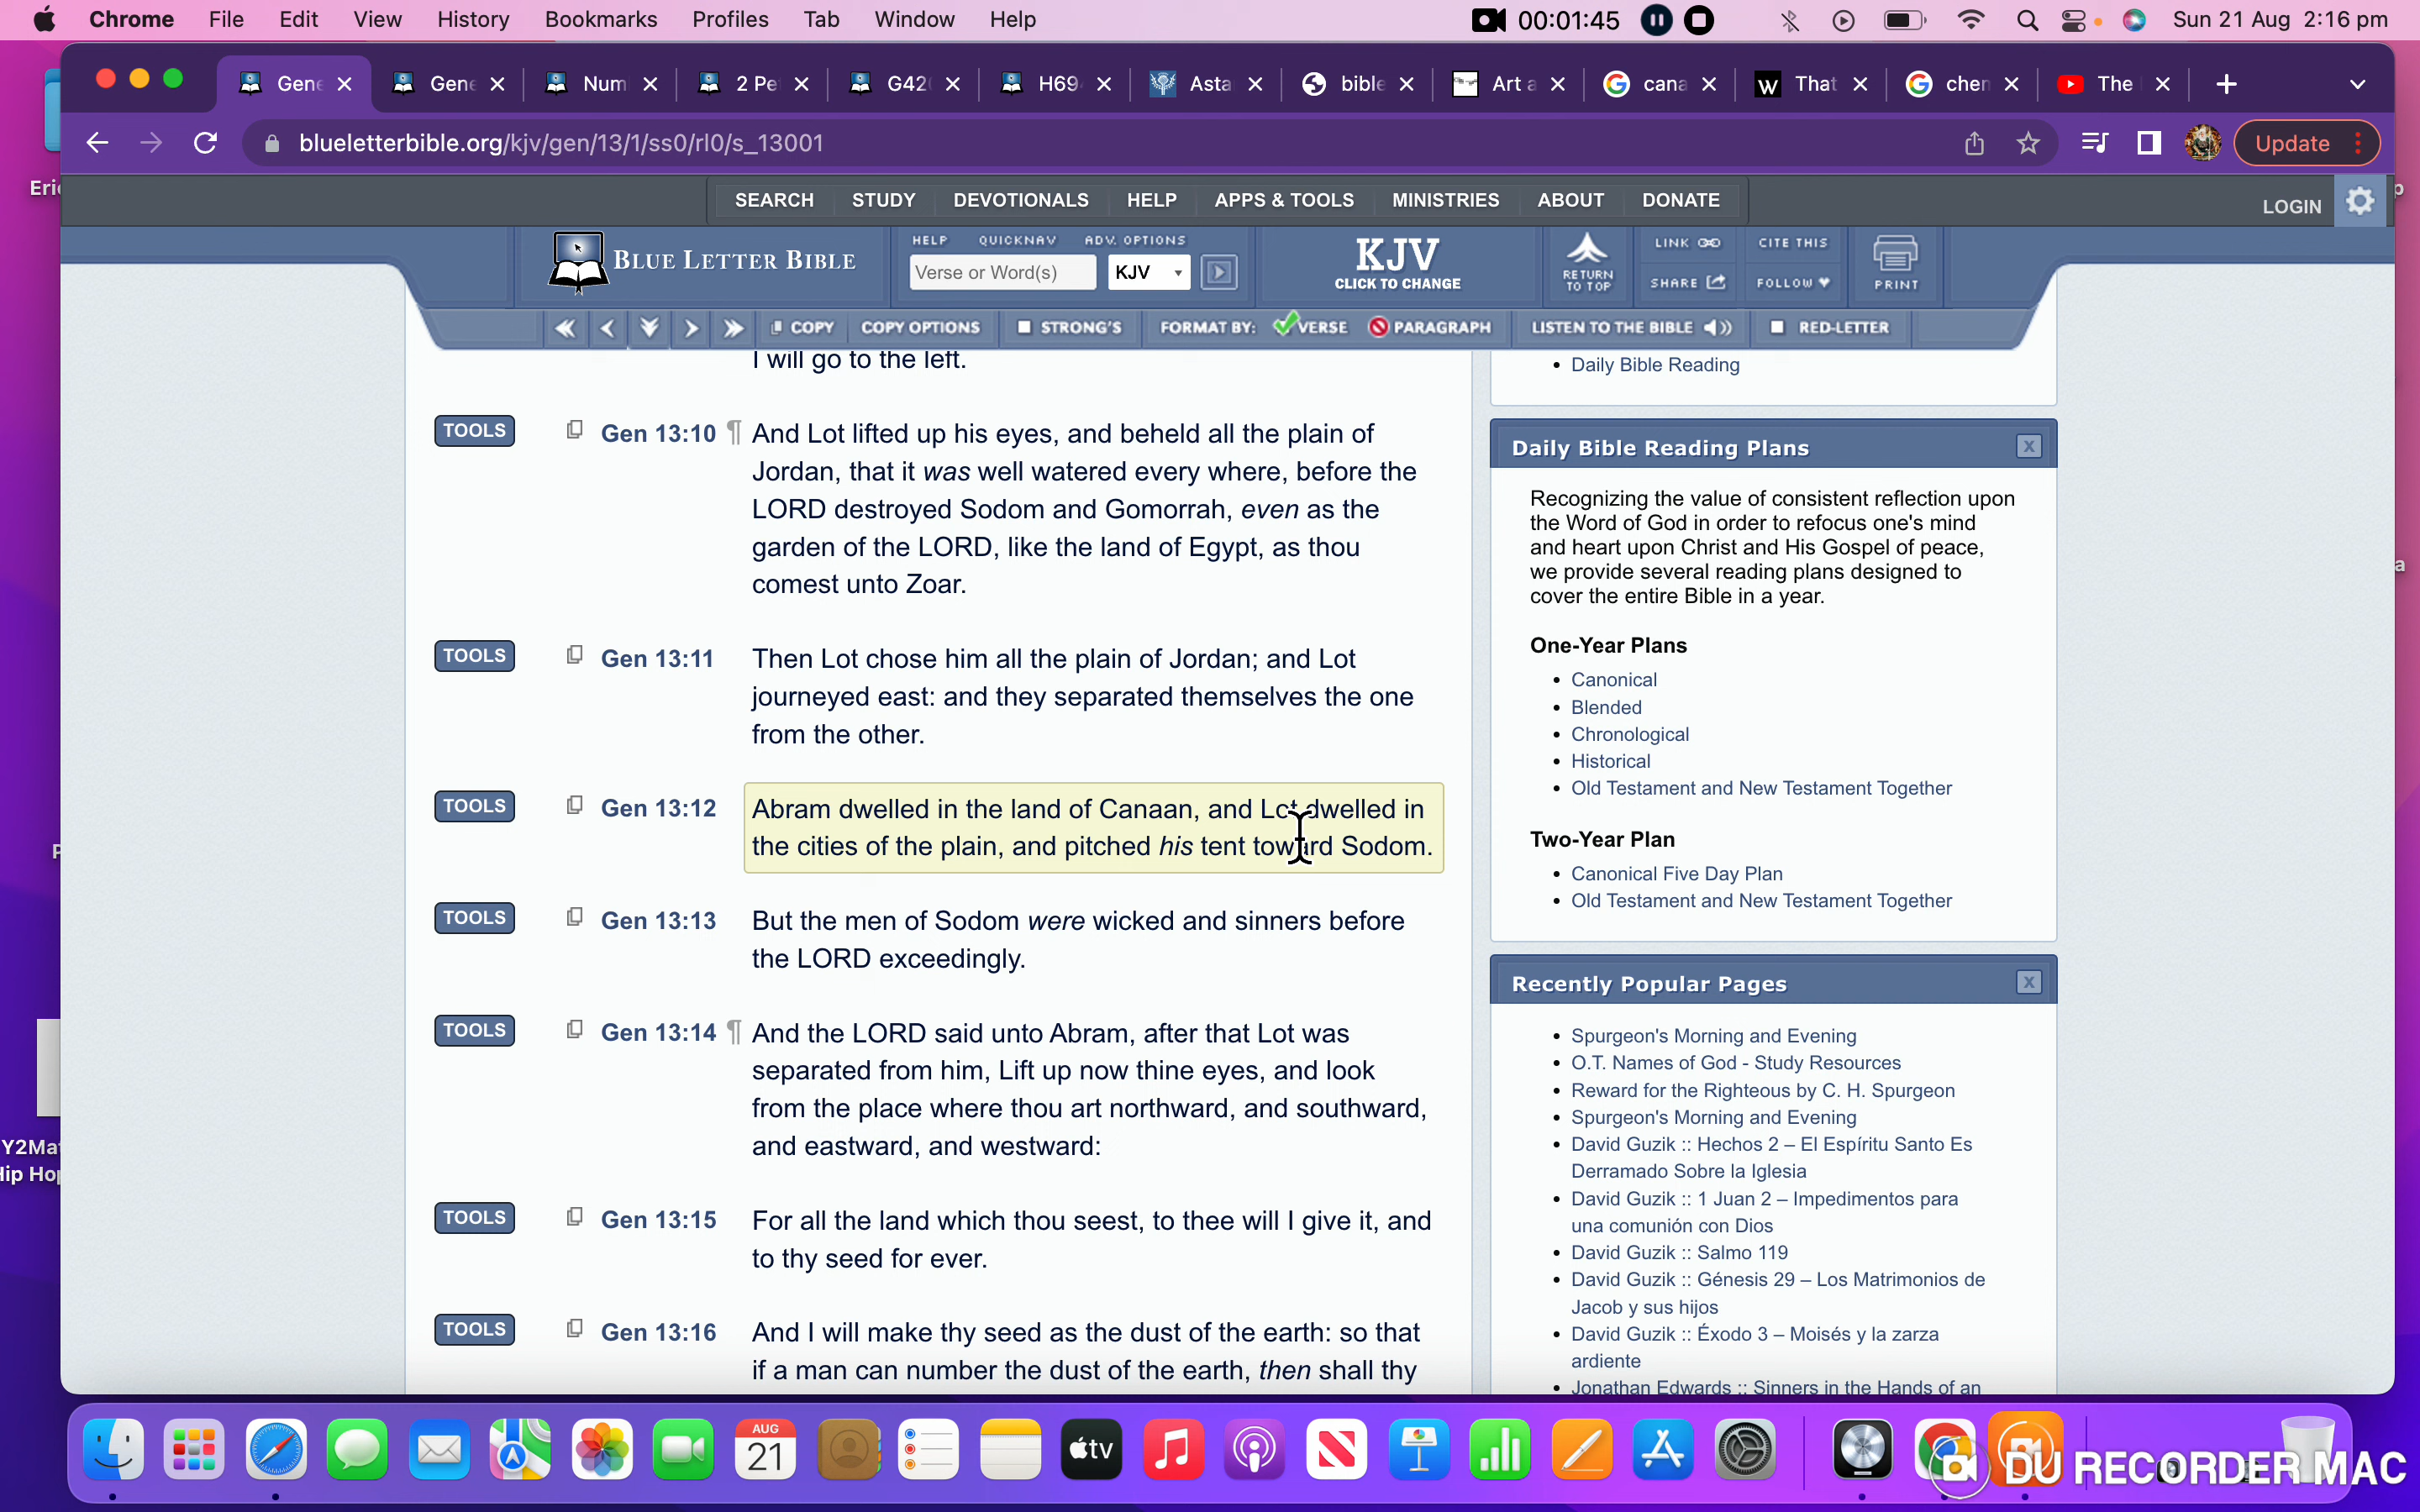 Chrome File Edit View History Bookmarks Profiles Tab Window Help 00:01:45 Sun 21 Aug 2:16 pm
Gene Gene Num 2 Pe G42 H69 Asta bible Art a cana That chem The
blueletterbible.org/kjv/gen/13/1/ss0/rl0/s_13001 Update
SEARCH STUDY DEVOTIONALS HELP APPS & TOOLS MINISTRIES ABOUT DONATE LOGIN
HELP QUICKNAV ADV. OPTIONS
BLUE LETTER BIBLE Verse or Word(s) KJV
KJV
CLICK TO CHANGE
RETURN
TO TOP
LINK CITE THIS
SHARE FOLLOW
PRINT
COPY COPY OPTIONS STRONG'S FORMAT BY: VERSE PARAGRAPH LISTEN TO THE BIBLE RED-LETTER
I will go to the left.
TOOLS Gen 13:10 ¶ And Lot lifted up his eyes, and beheld all the plain of
Jordan, that it was well watered every where, before the
LORD destroyed Sodom and Gomorrah, even as the
garden of the LORD, like the land of Egypt, as thou
comest unto Zoar.
TOOLS Gen 13:11 Then Lot chose him all the plain of Jordan; and Lot
journeyed east: and they separated themselves the one
from the other.
TOOLS Gen 13:12 Abram dwelled in the land of Canaan, and Lot dwelled in
the cities of the plain, and pitched his tent toward Sodom.
TOOLS Gen 13:13 But the men of Sodom were wicked and sinners before
the LORD exceedingly.
TOOLS Gen 13:14 ¶ And the LORD said unto Abram, after that Lot was
separated from him, Lift up now thine eyes, and look
from the place where thou art northward, and southward,
and eastward, and westward:
TOOLS Gen 13:15 For all the land which thou seest, to thee will I give it, and
to thy seed for ever.
TOOLS Gen 13:16 And I will make thy seed as the dust of the earth: so that
if a man can number the dust of the earth, then shall thy
• Daily Bible Reading
Daily Bible Reading Plans
Recognizing the value of consistent reflection upon
the Word of God in order to refocus one's mind
and heart upon Christ and His Gospel of peace,
we provide several reading plans designed to
cover the entire Bible in a year.
One-Year Plans
• Canonical
• Blended
• Chronological
• Historical
• Old Testament and New Testament Together
Two-Year Plan
• Canonical Five Day Plan
• Old Testament and New Testament Together
Recently Popular Pages
• Spurgeon's Morning and Evening
• O.T. Names of God - Study Resources
• Reward for the Righteous by C. H. Spurgeon
• Spurgeon's Morning and Evening
• David Guzik :: Hechos 2 – El Espíritu Santo Es
Derramado Sobre la Iglesia
• David Guzik :: 1 Juan 2 – Impedimentos para
una comunión con Dios
• David Guzik :: Salmo 119
• David Guzik :: Génesis 29 – Los Matrimonios de
Jacob y sus hijos
• David Guzik :: Éxodo 3 – Moisés y la zarza
ardiente
• Jonathan Edwards :: Sinners in the Hands of an
Eri
Y2Mat
Hip Hop
AUG
21
tv
DU RECORDER MAC